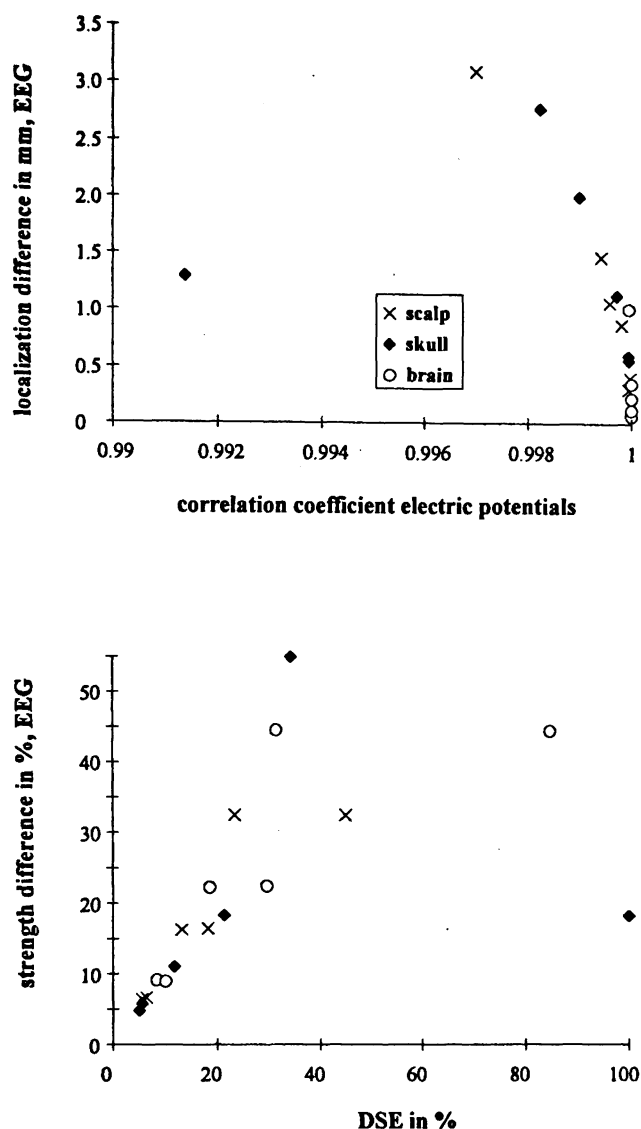 localization difference in mm, EEG
3.5
3.0
2.5
2.0
1.5
1.0
0.5
0
0.99 0.992 0.994 0.996 0.998 1
scalp
skull
brain
correlation coefficient electric potentials
strength difference in %, EEG
50
40
30
20
10
0
0 20 40 60 80 100
DSE in %